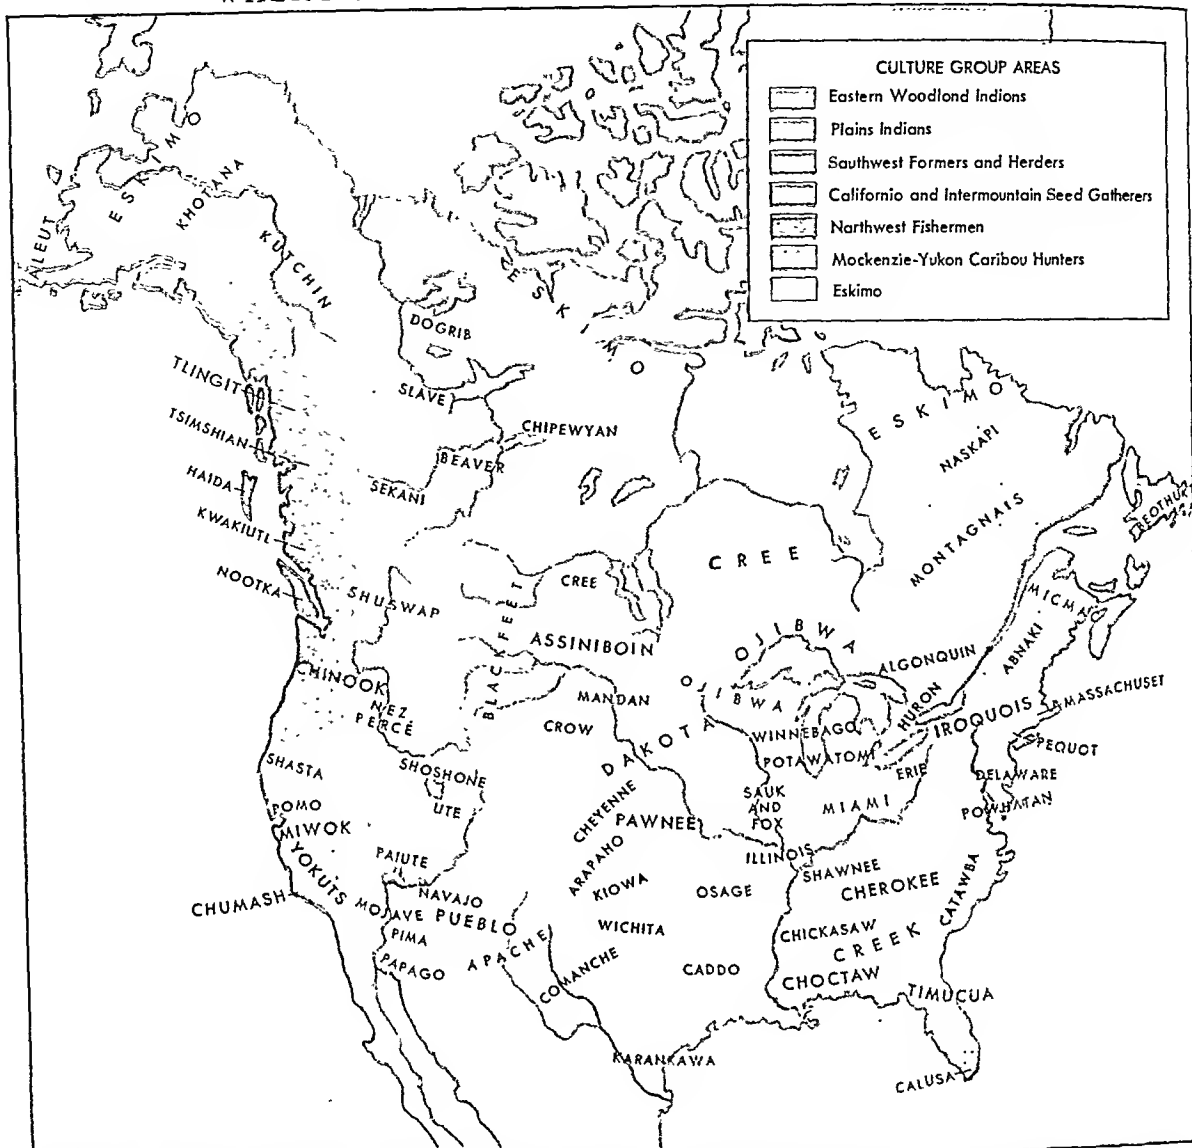 CULTURE GROUP AREAS
Eastern Woodlond Indions
Plains Indians
Sauthwest Formers and Herders
Californio and Intermountain Seed Gatherers
Narthwest Fishermen
Mockenzie-Yukon Caribou Hunters
Eskimo
ESKIMO
ALEUT
KHOTANA
KUTCHIN
ESKIMO
DOGRIB
TLINGIT
SLAVE
ESKIMO
TSIMSHIAN
CHIPEWYAN
NASKAPI
BEAVER
HAIDA
SEKANI
BEOTHUK
KWAKIUTL
MONTAGNAIS
CREE
NOOTKA
SHUSWAP
CREE
MICMAC
BLACKFEET
ASSINIBOIN
OJIBWA
ABNAKI
ALGONQUIN
CHINOOK
MANDAN
OJIBWA
HURON
MASSACHUSET
NEZ
PERCÉ
CROW
DAKOTA
WINNEBAGO
IROQUOIS
PEQUOT
SHASTA
SHOSHONE
POTAWATOMI
ERIE
DELAWARE
POMO
UTE
CHEYENNE
SAUK
AND
FOX
MIAMI
POWHATAN
MIWOK
PAWNEE
YOKUTS
PAIUTE
ARAPAHO
ILLINOIS
SHAWNEE
CHUMASH
NAVAJO
KIOWA
OSAGE
CHEROKEE
CATAWBA
MOJAVE
PUEBLO
WICHITA
CHICKASAW
PIMA
APACHE
CREEK
PAPAGO
COMANCHE
CADDO
CHOCTAW
TIMUCUA
KARANKAWA
CALUSA